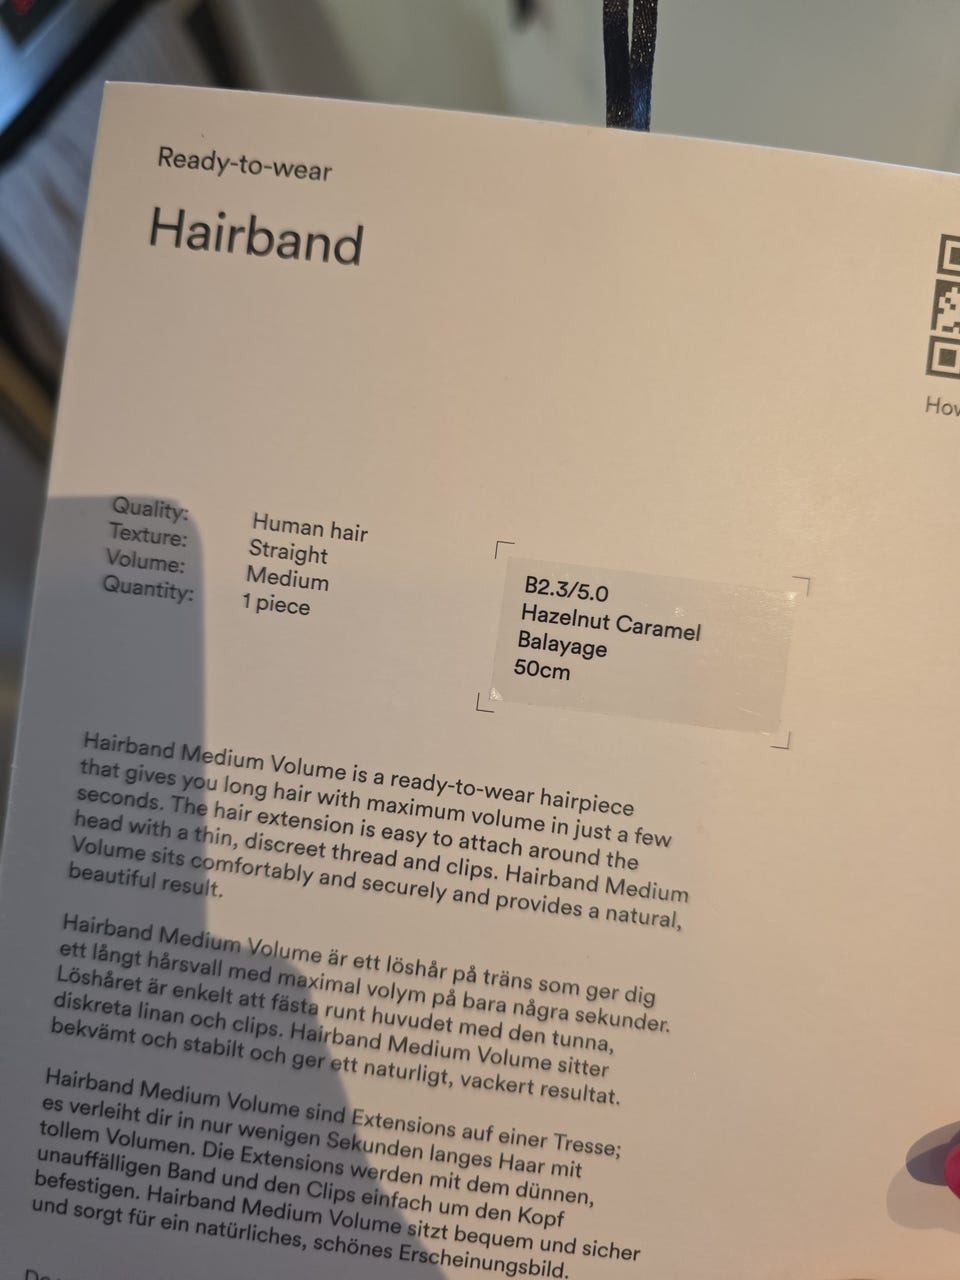 Ready-to-wear
Hairband
How
Quality: Human hair
Texture: Straight
Volume: Medium
Quantity: 1 piece
B2.3/5.0
Hazelnut Caramel
Balayage
50cm
Hairband Medium Volume is a ready-to-wear hairpiece
that gives you long hair with maximum volume in just a few
seconds. The hair extension is easy to attach around the
head with a thin, discreet thread and clips. Hairband Medium
Volume sits comfortably and securely and provides a natural,
beautiful result.
Hairband Medium Volume är ett löshår på träns som ger dig
ett långt hårsvall med maximal volym på bara några sekunder.
Löshåret är enkelt att fästa runt huvudet med den tunna,
diskreta linan och clips. Hairband Medium Volume sitter
bekvämt och stabilt och ger ett naturligt, vackert resultat.
Hairband Medium Volume sind Extensions auf einer Tresse;
es verleiht dir in nur wenigen Sekunden langes Haar mit
tollem Volumen. Die Extensions werden mit dem dünnen,
unauffälligen Band und den Clips einfach um den Kopf
befestigen. Hairband Medium Volume sitzt bequem und sicher
und sorgt für ein natürliches, schönes Erscheinungsbild.